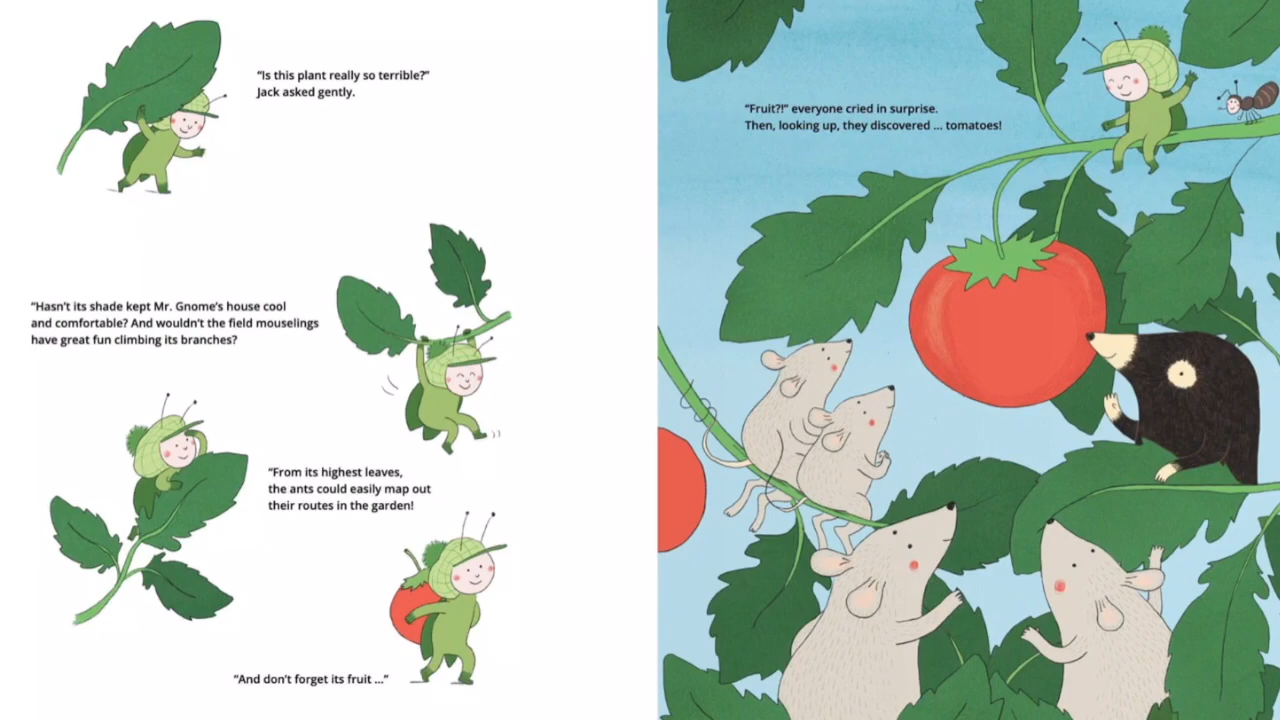 “Is this plant really so terrible?”
Jack asked gently.
“Hasn’t its shade kept Mr. Gnome’s house cool
and comfortable? And wouldn’t the field mouselings
have great fun climbing its branches?
“From its highest leaves,
the ants could easily map out
their routes in the garden!
“And don’t forget its fruit ...”
“Fruit?!” everyone cried in surprise.
Then, looking up, they discovered ... tomatoes!